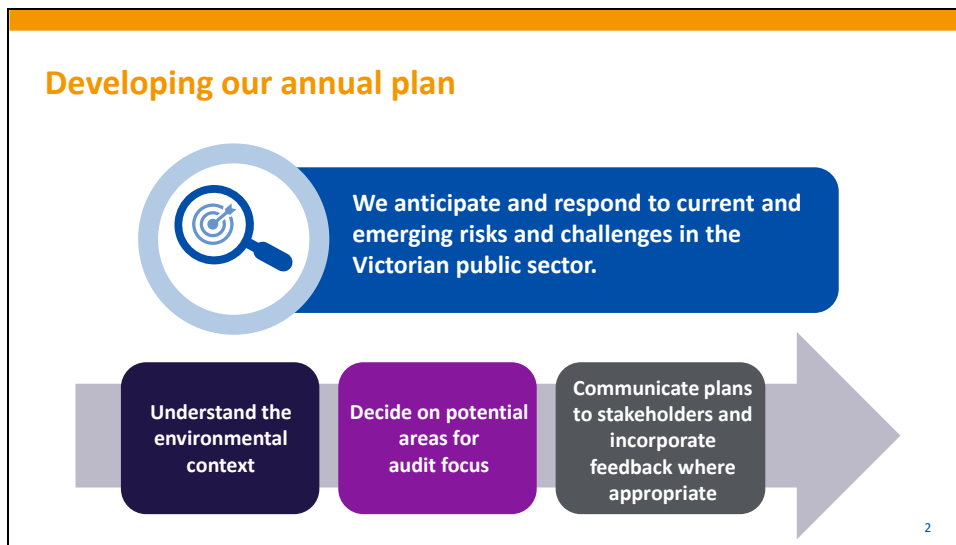 Developing our annual plan
We anticipate and respond to current and
emerging risks and challenges in the
Victorian public sector.
Understand the
environmental
context
Decide on potential
areas for
audit focus
Communicate plans
to stakeholders and
incorporate
feedback where
appropriate
2